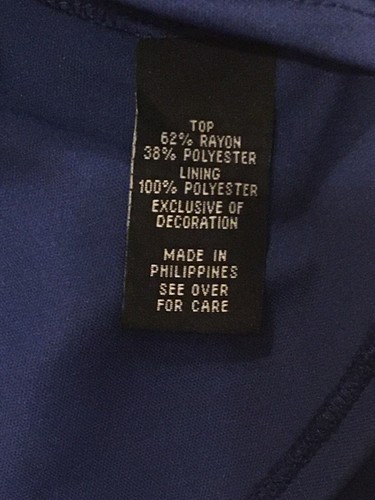 TOP
62% RAYON
38% POLYESTER
LINING
100% POLYESTER
EXCLUSIVE OF
DECORATION
MADE IN
PHILIPPINES
SEE OVER
FOR CARE